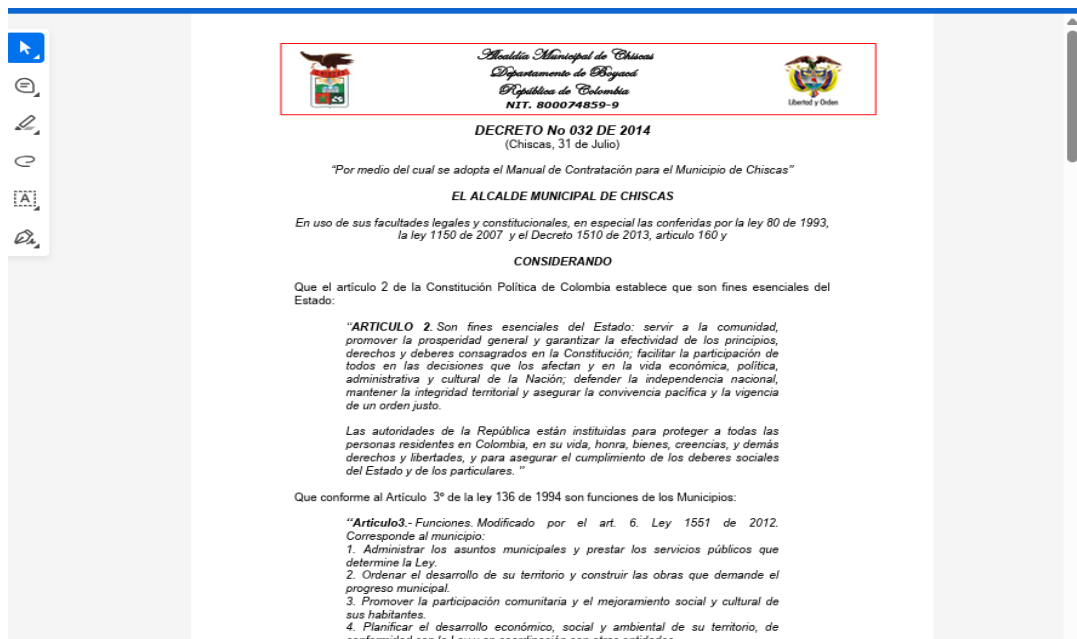 Alcaldía Municipal de Chiscas
Departamento de Boyacá
República de Colombia
NIT. 800074859-9
Libertad y Orden
DECRETO No 032 DE 2014
(Chiscas, 31 de Julio)
"Por medio del cual se adopta el Manual de Contratación para el Municipio de Chiscas"
EL ALCALDE MUNICIPAL DE CHISCAS
En uso de sus facultades legales y constitucionales, en especial las conferidas por la ley 80 de 1993,
la ley 1150 de 2007 y el Decreto 1510 de 2013, articulo 160 y
CONSIDERANDO
Que el artículo 2 de la Constitución Política de Colombia establece que son fines esenciales del
Estado:
"ARTICULO 2. Son fines esenciales del Estado: servir a la comunidad,
promover la prosperidad general y garantizar la efectividad de los principios,
derechos y deberes consagrados en la Constitución; facilitar la participación de
todos en las decisiones que los afectan y en la vida económica, política,
administrativa y cultural de la Nación; defender la independencia nacional,
mantener la integridad territorial y asegurar la convivencia pacífica y la vigencia
de un orden justo.
Las autoridades de la República están instituidas para proteger a todas las
personas residentes en Colombia, en su vida, honra, bienes, creencias, y demás
derechos y libertades, y para asegurar el cumplimiento de los deberes sociales
del Estado y de los particulares. "
Que conforme al Artículo 3º de la ley 136 de 1994 son funciones de los Municipios:
"Articulo3.- Funciones. Modificado por el art. 6. Ley 1551 de 2012.
Corresponde al municipio:
1. Administrar los asuntos municipales y prestar los servicios públicos que
determine la Ley.
2. Ordenar el desarrollo de su territorio y construir las obras que demande el
progreso municipal.
3. Promover la participación comunitaria y el mejoramiento social y cultural de
sus habitantes.
4. Planificar el desarrollo económico, social y ambiental de su territorio, de
conformidad con la Ley y en coordinación con otras entidades